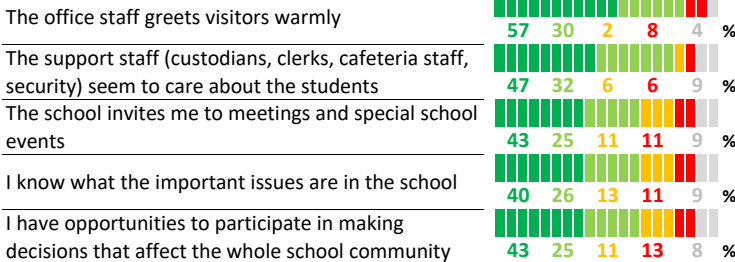 The office staff greets visitors warmly
57 30 2 8 4 %
The support staff (custodians, clerks, cafeteria staff,
security) seem to care about the students
47 32 6 6 9 %
The school invites me to meetings and special school
events
43 25 11 11 9 %
I know what the important issues are in the school
40 26 13 11 9 %
I have opportunities to participate in making
decisions that affect the whole school community
43 25 11 13 8 %